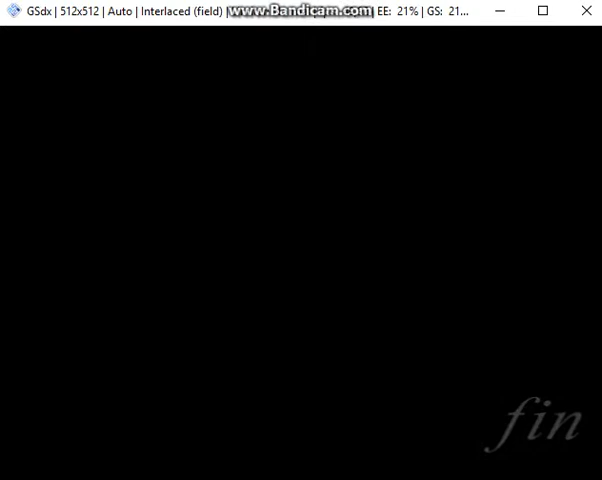 GSdx | 512x512 | Auto | Interlaced (field) | www.Bandicam.com | EE: 21% | GS: 21...
fin